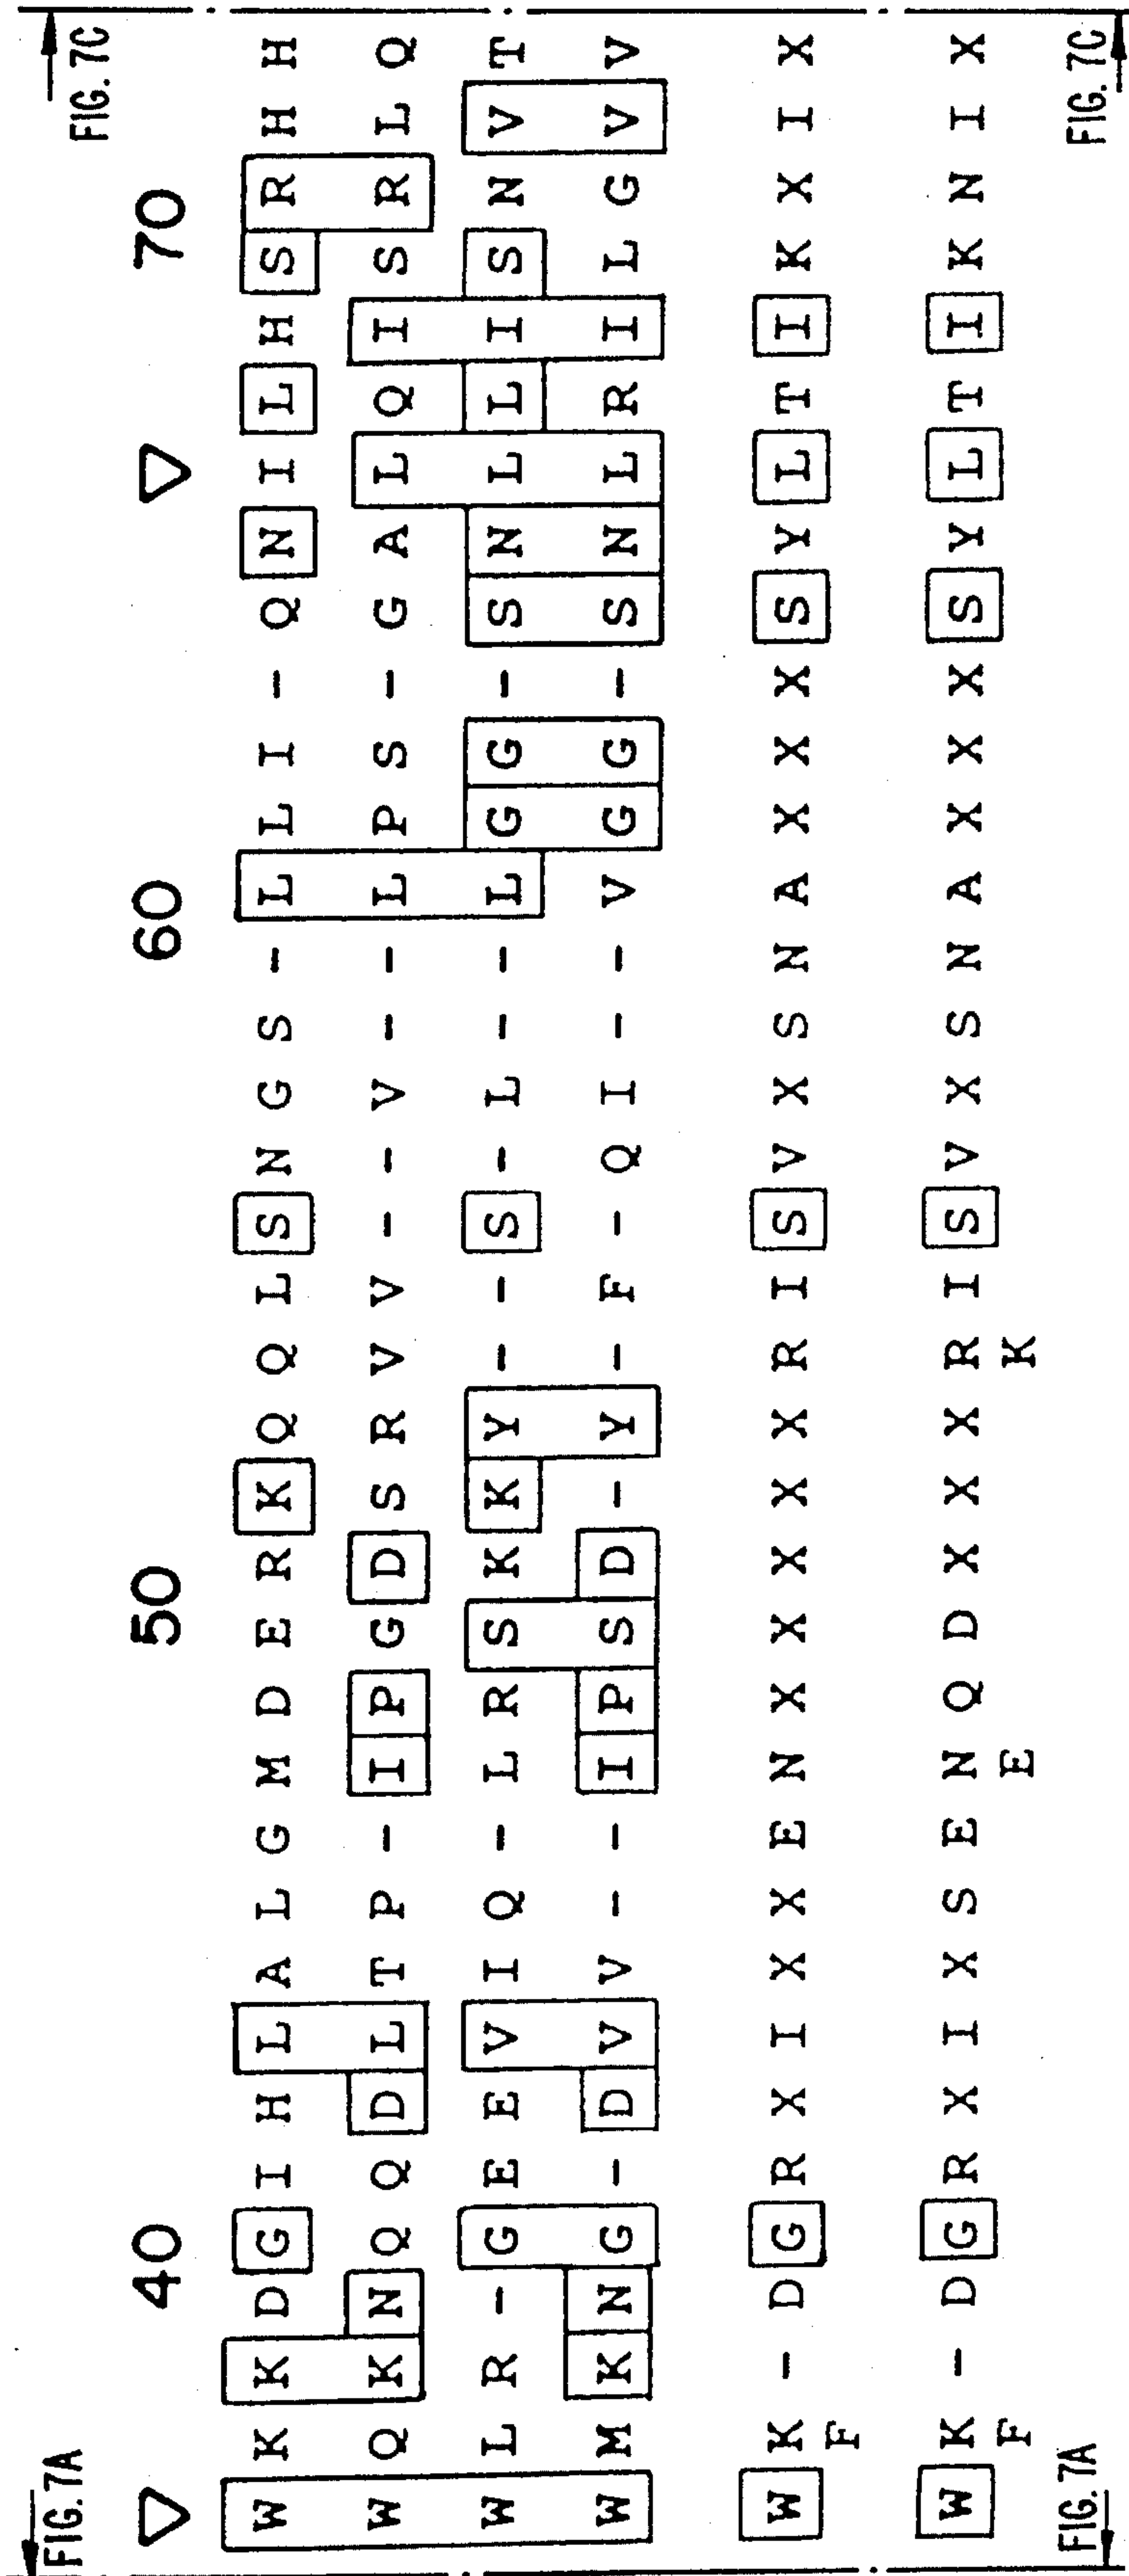 FIG. 7A FIG. 7C
▽ 40 50 60 ▽ 70
W K K D G I H L A L G M D E R K Q Q L S N G S - L L I - Q N I L H S R H H
W Q K N Q Q D L T P - I P G D S R V V - - V - - L P S - G A L Q I S R L Q
W L R - G E E V I Q - L R S K K Y - - S - L - - L G G - S N L L I S N V T
W M K N G - D V V - - I P S D - Y - F - Q I - - V G G - S N L R I L G V V
W K - D G R X I X X E N X X X X X R I S V X S N A X X X S Y L T I K X I X
F
W K - D G R X I X S E N Q D X X X R I S V X S N A X X X S Y L T I K N I X
F E K
FIG. 7A FIG. 7C